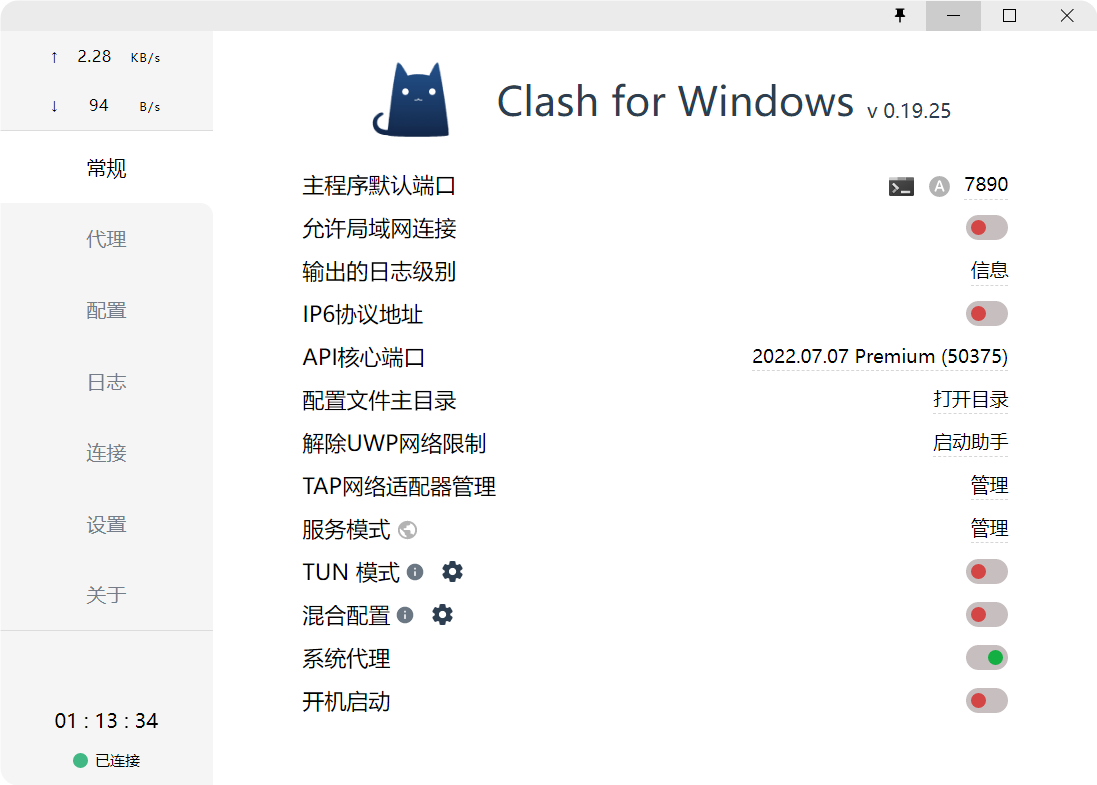 ↑ 2.28 KB/s
↓ 94 B/s
常规
代理
配置
日志
连接
设置
关于
01 : 13 : 34
已连接
Clash for Windows v 0.19.25
主程序默认端口 A 7890
允许局域网连接
输出的日志级别 信息
IP6协议地址
API核心端口 2022.07.07 Premium (50375)
配置文件主目录 打开目录
解除UWP网络限制 启动助手
TAP网络适配器管理 管理
服务模式 管理
TUN 模式
混合配置
系统代理
开机启动